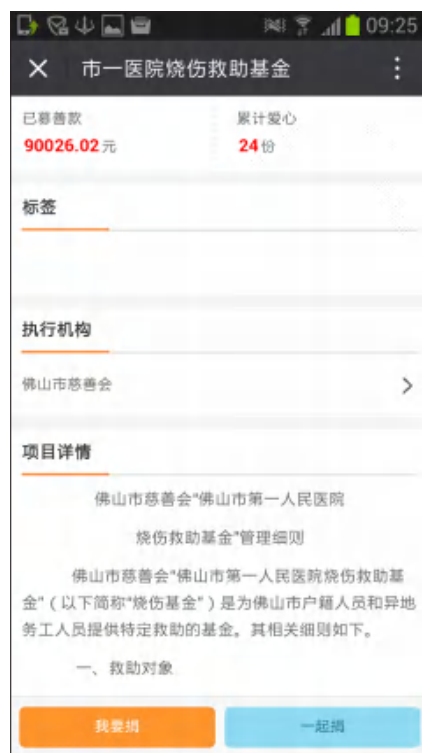 09:25
市一医院烧伤救助基金
已募善款
累计爱心
90026.02元
24份
标签
执行机构
佛山市慈善会
项目详情
佛山市慈善会“佛山市第一人民医院
烧伤救助基金”管理细则
佛山市慈善会“佛山市第一人民医院烧伤救助基
金”（以下简称“烧伤基金”）是为佛山市户籍人员和异地
务工人员提供特定救助的基金。其相关细则如下。
一、救助对象
我要捐
一起捐